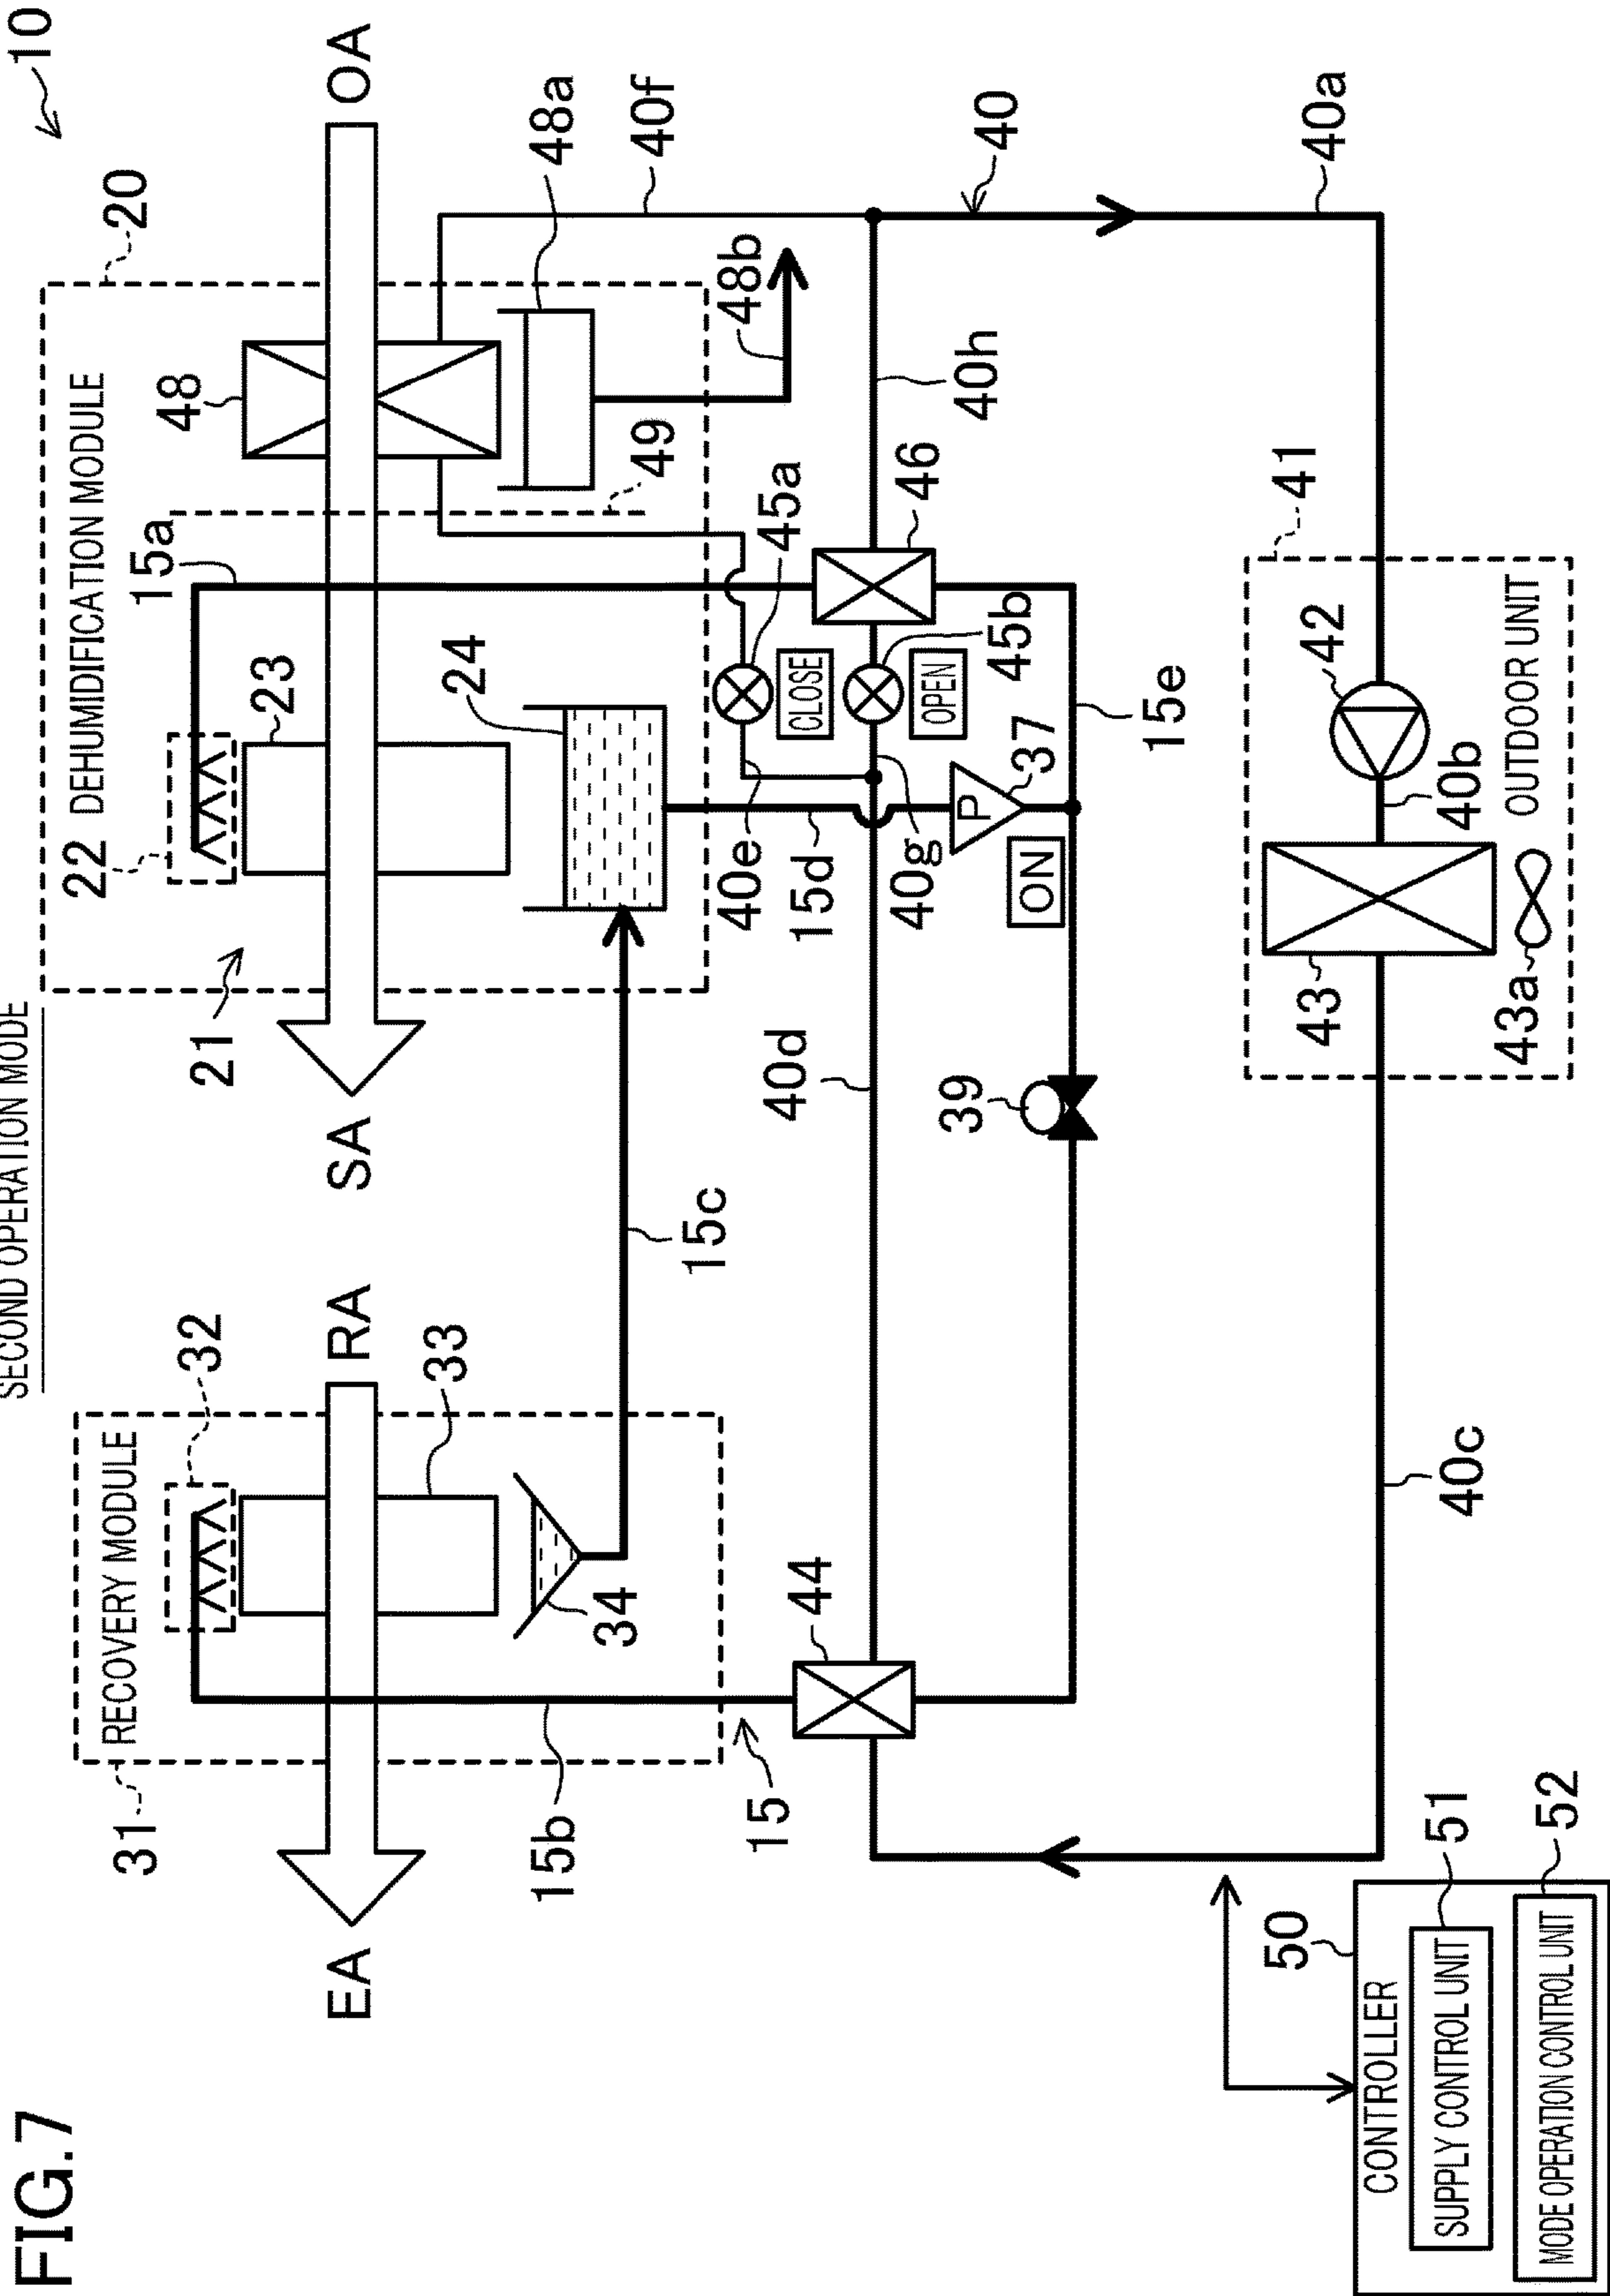 FIG.7
SECOND OPERATION MODE
10
EA
RA
SA
OA
31
RECOVERY MODULE
32
33
34
15b
15
15c
44
21
22
DEHUMIDIFICATION MODULE
20
23
24
15a
48
48a
48b
49
40f
40e
15d
40g
45a
CLOSE
45b
OPEN
46
40h
40
40a
40d
39
37
P
ON
15e
41
OUTDOOR UNIT
42
40b
43
43a
40c
50
CONTROLLER
51
SUPPLY CONTROL UNIT
52
MODE OPERATION CONTROL UNIT